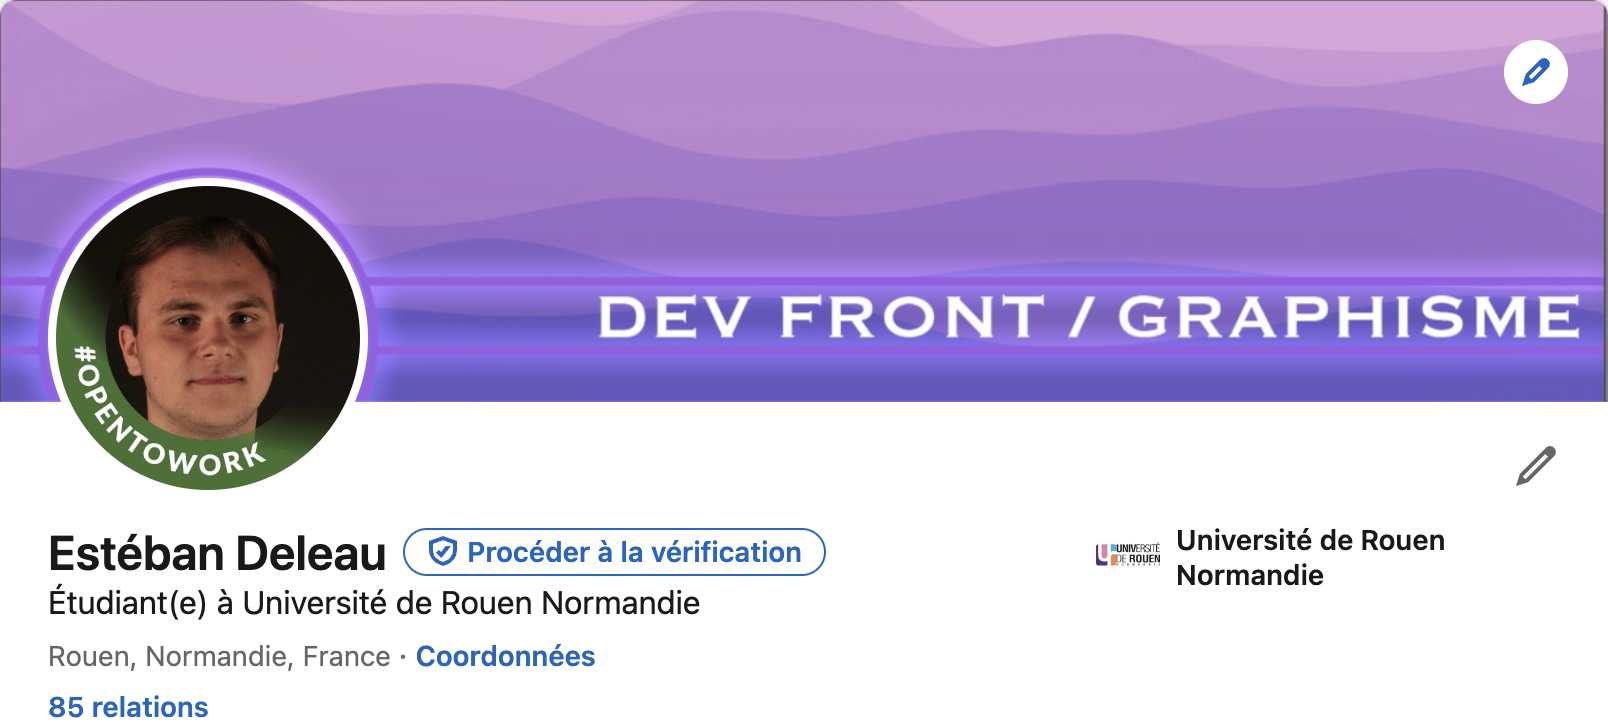 DEV FRONT / GRAPHISME
#OPENTOWORK
Estéban Deleau
Procéder à la vérification
Étudiant(e) à Université de Rouen Normandie
Rouen, Normandie, France · Coordonnées
85 relations
UNIVERSITÉ
DE ROUEN
NORMANDIE
Université de Rouen
Normandie